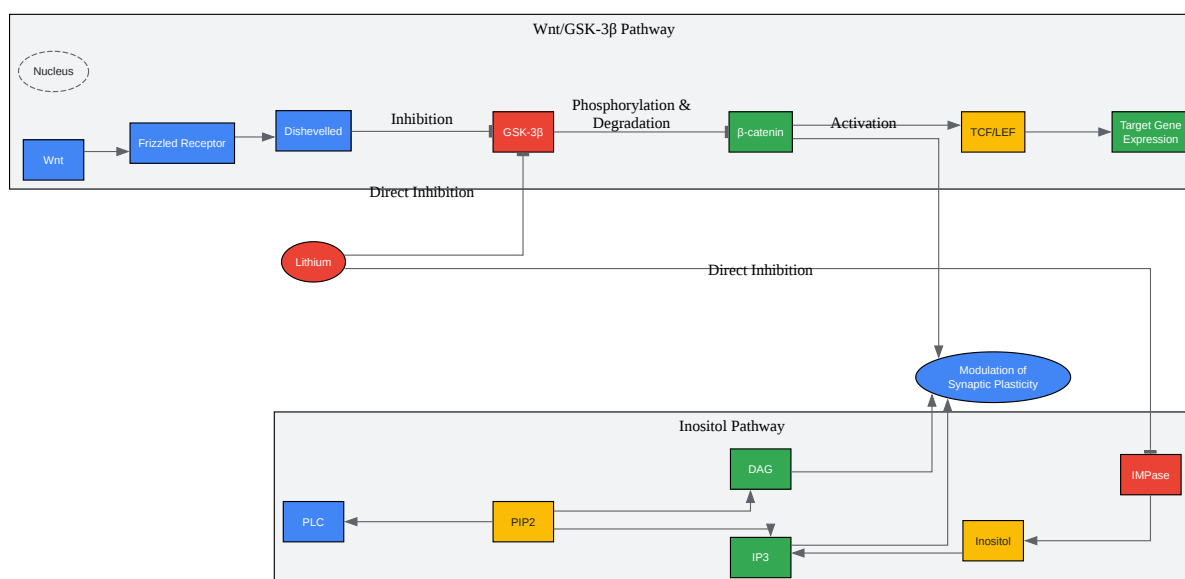 Wnt/GSK-3β Pathway
Nucleus
Wnt
Frizzled Receptor
Dishevelled
Inhibition
GSK-3β
Phosphorylation &
Degradation
β-catenin
Activation
TCF/LEF
Target Gene
Expression
Direct Inhibition
Lithium
Direct Inhibition
Modulation of
Synaptic Plasticity
Inositol Pathway
DAG
IMPase
PLC
PIP2
Inositol
IP3